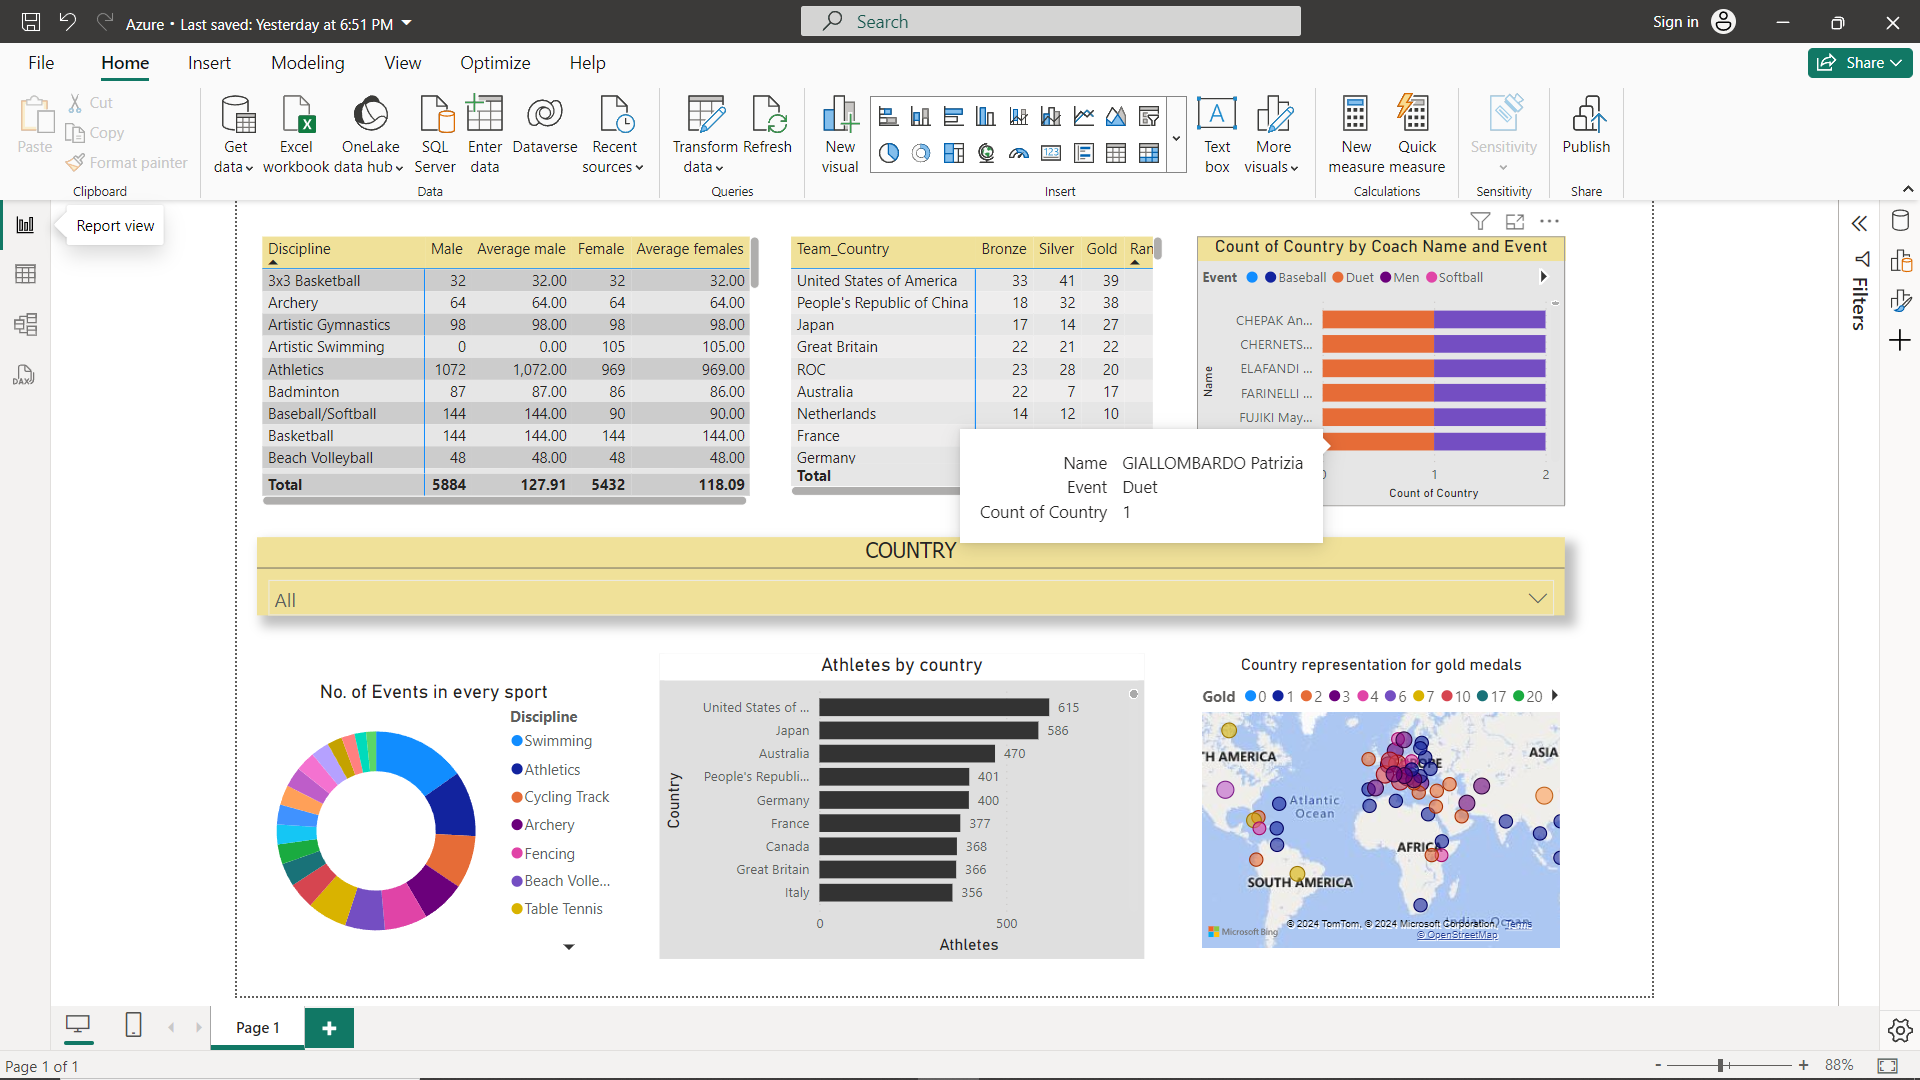 Azure • Last saved: Yesterday at 6:51 PM
Search
Sign in
File Home Insert Modeling View Optimize Help
Share
Paste
Cut
Copy
Format painter
Clipboard
Get data
Excel workbook
OneLake data hub
SQL Server
Enter data
Dataverse
Recent sources
Data
Transform data
Refresh
Queries
New visual
123
Insert
A
Text box
More visuals
New measure
Quick measure
Calculations
Sensitivity
Sensitivity
Publish
Share
Report view
DAX
Filters
Discipline Male Average male Female Average females
3x3 Basketball 32 32.00 32 32.00
Archery 64 64.00 64 64.00
Artistic Gymnastics 98 98.00 98 98.00
Artistic Swimming 0 0.00 105 105.00
Athletics 1072 1,072.00 969 969.00
Badminton 87 87.00 86 86.00
Baseball/Softball 144 144.00 90 90.00
Basketball 144 144.00 144 144.00
Beach Volleyball 48 48.00 48 48.00
Total 5884 127.91 5432 118.09
Team_Country Bronze Silver Gold Ran
United States of America 33 41 39
People's Republic of China 18 32 38
Japan 17 14 27
Great Britain 22 21 22
ROC 23 28 20
Australia 22 7 17
Netherlands 14 12 10
France
Germany
Total
Count of Country by Coach Name and Event
Event Baseball Duet Men Softball
Name
CHEPAK An...
CHERNETS...
ELAFANDI ...
FARINELLI ...
FUJIKI May...
1 2
Count of Country
Name GIALLOMBARDO Patrizia
Event Duet
Count of Country 1
COUNTRY
All
No. of Events in every sport
Discipline
Swimming
Athletics
Cycling Track
Archery
Fencing
Beach Volle...
Table Tennis
Athletes by country
Country
United States of ... 615
Japan 586
Australia 470
People's Republi... 401
Germany 400
France 377
Canada 368
Great Britain 366
Italy 356
0 500
Athletes
Country representation for gold medals
Gold 0 1 2 3 4 6 7 10 17 20
TH AMERICA
ASIA
Atlantic
Ocean
AFRICA
SOUTH AMERICA
Microsoft Bing
© 2024 TomTom, © 2024 Microsoft Corporation, Terms
© OpenStreetMap
Page 1
Page 1 of 1
- + 88%